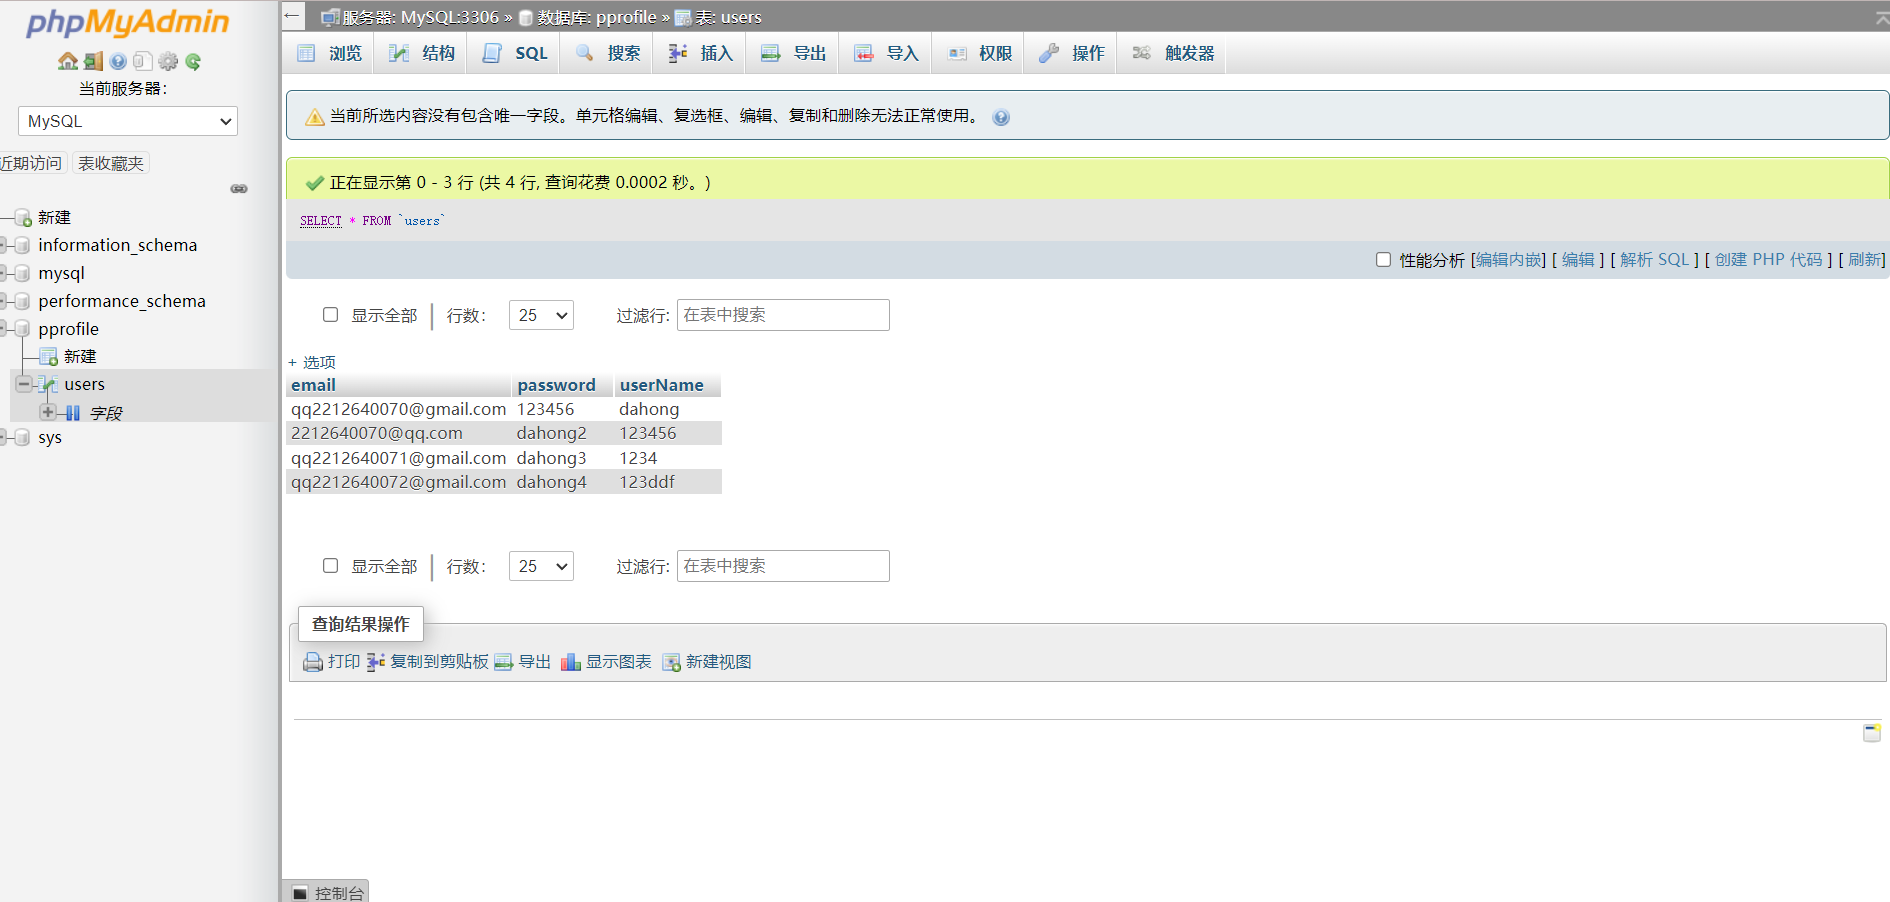 phpMyAdmin
当前服务器：
MySQL
近期访问 表收藏夹
新建
information_schema
mysql
performance_schema
pprofile
新建
users
字段
sys
服务器: MySQL:3306 » 数据库: pprofile » 表: users
浏览 结构 SQL 搜索 插入 导出 导入 权限 操作 触发器
当前所选内容没有包含唯一字段。单元格编辑、复选框、编辑、复制和删除无法正常使用。
正在显示第 0 - 3 行 (共 4 行, 查询花费 0.0002 秒。)
SELECT * FROM `users`
性能分析 [编辑内嵌] [ 编辑 ] [ 解析 SQL ] [ 创建 PHP 代码 ] [ 刷新]
显示全部 | 行数： 25 过滤行: 在表中搜索
+ 选项
email password userName
qq2212640070@gmail.com 123456 dahong
2212640070@qq.com dahong2 123456
qq2212640071@gmail.com dahong3 1234
qq2212640072@gmail.com dahong4 123ddf
显示全部 | 行数： 25 过滤行: 在表中搜索
查询结果操作
打印 复制到剪贴板 导出 显示图表 新建视图
控制台